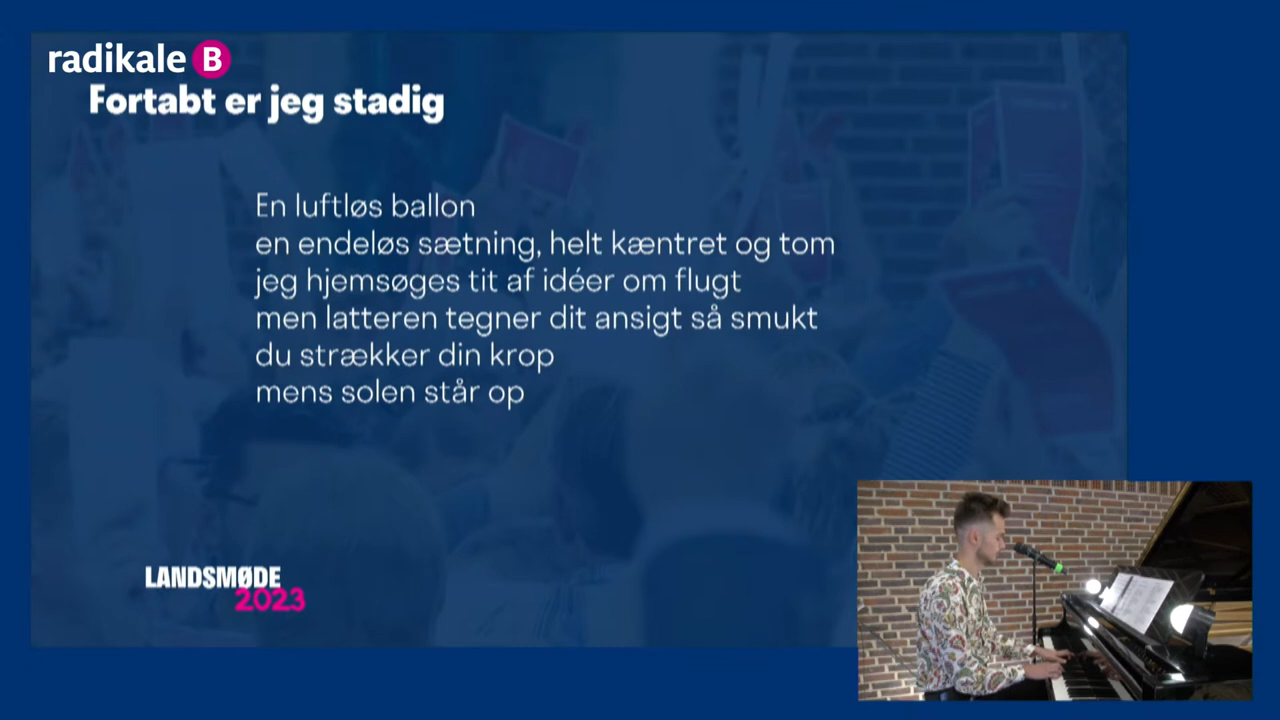 radikale B
Fortabt er jeg stadig
En luftløs ballon
en endeløs sætning, helt kæntret og tom
jeg hjemsøges tit af idéer om flugt
men latteren tegner dit ansigt så smukt
du strækker din krop
mens solen står op
LANDSMØDE
2023